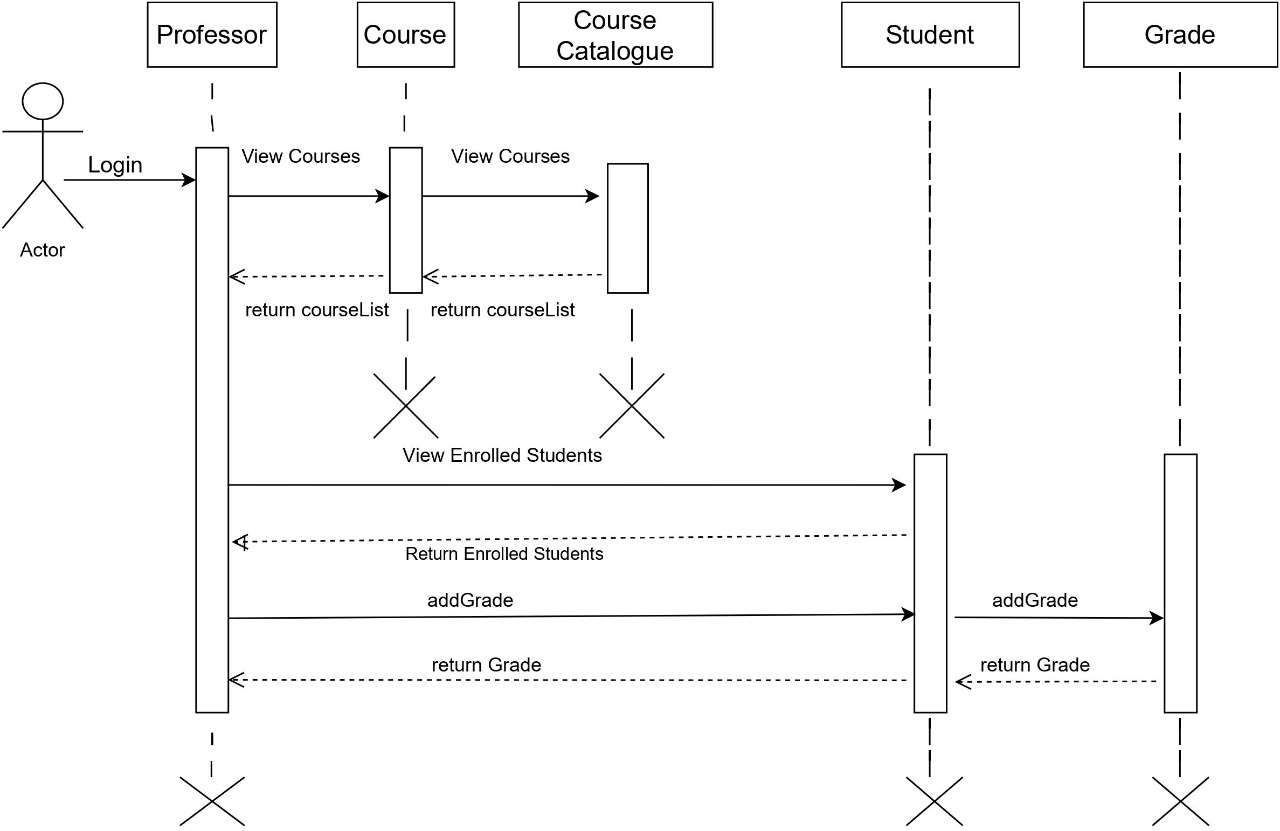 Professor
Course
Course
Catalogue
Student
Grade
Login
View Courses
View Courses
Actor
return courseList
return courseList
View Enrolled Students
Return Enrolled Students
addGrade
addGrade
return Grade
return Grade